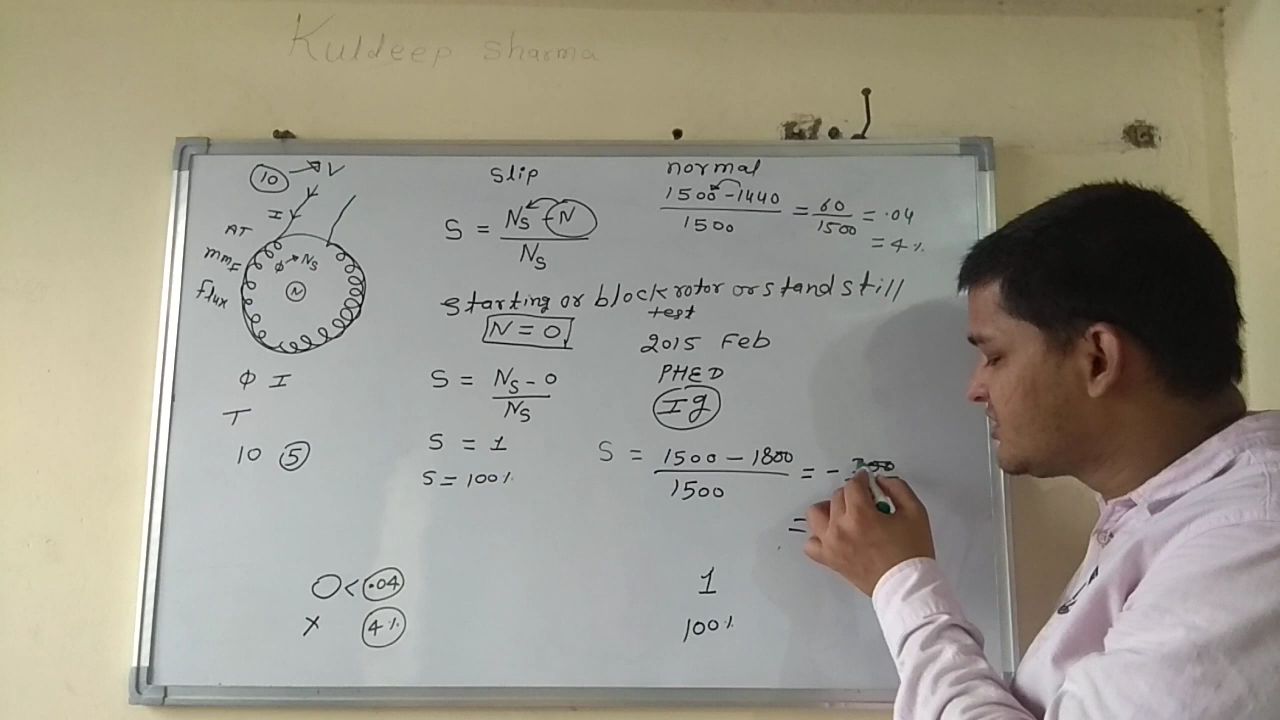 Kuldeep Sharma
10 → V
I
AT
mmf
flux
φ → NS
N
φ I
T
10 5
0 < .04
X 4%
Slip
S = NS - N / NS
normal
1500 - 1440 / 1500 = 60 / 1500 = .04
= 4%
Starting or block rotor or stand still
test
N = 0
2015 Feb
PHED
Ig
S = NS - 0 / NS
S = 1
S = 100%
S = 1500 - 1800 / 1500 = - 300
=
1
100%